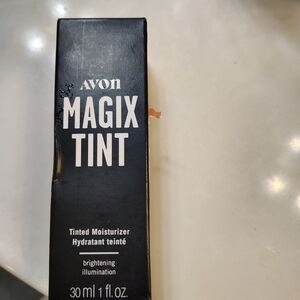 AVON
MAGIX
TINT
Tinted Moisturizer
Hydratant teinté
brightening
illumination
30 ml 1 fl. oz.